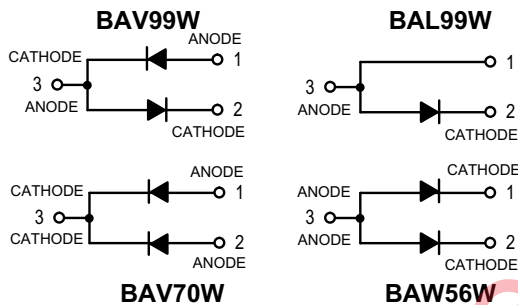 BAV99W
BAL99W
ANODE
CATHODE
1
3
ANODE
2
CATHODE
1
3
ANODE
2
CATHODE
ANODE
CATHODE
1
3
CATHODE
2
ANODE
CATHODE
ANODE
1
3
ANODE
2
CATHODE
BAV70W
BAW56W